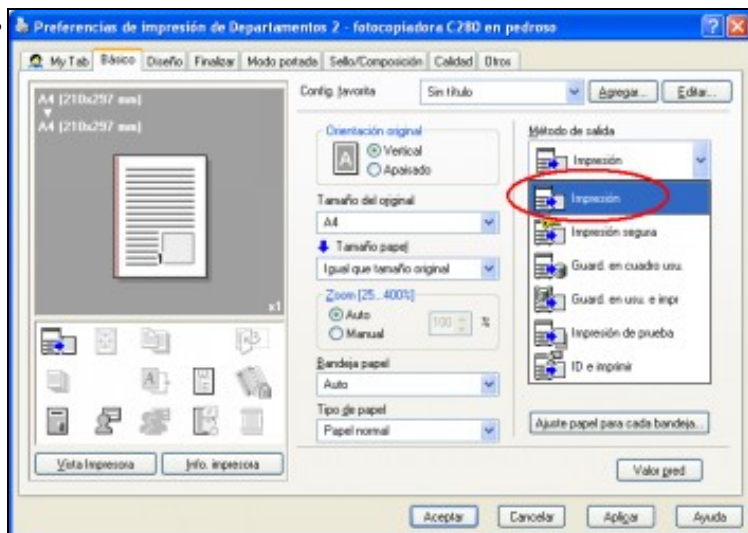 Preferencias de impresión de Departamentos 2 - fotocopiadora C280 en pedroso
My Tab Básico Diseño Finalizar Modo portada Sello/Composición Calidad Otros
A4 [210x297 mm]
A4 [210x297 mm]
x1
Vista Impresora
Info. impresora
Config. favorita Sin título Agregar... Editar...
Orientación original
A
Vertical
Apaisado
Tamaño del original
A4
Tamaño papel
Igual que tamaño original
Zoom [25...400%]
Auto
Manual
100 %
Bandeja papel
Auto
Tipo de papel
Papel normal
Método de salida
Impresión
Impresión
Impresión segura
Guard. en cuadro usu.
Guard. en usu. e impr
Impresión de prueba
ID e imprimir
Ajuste papel para cada bandeja...
Valor pred
Aceptar Cancelar Aplicar Ayuda